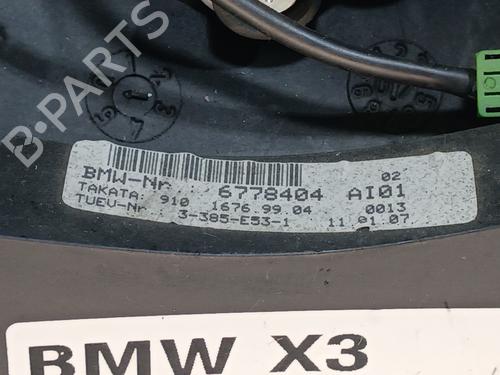 B-PARTS
02
BMW-Nr 6778404 AI01
TAKATA 910 1676.99.04 0013
TUEV-Nr 3-385-E53-1 11.01.07
BMW X3